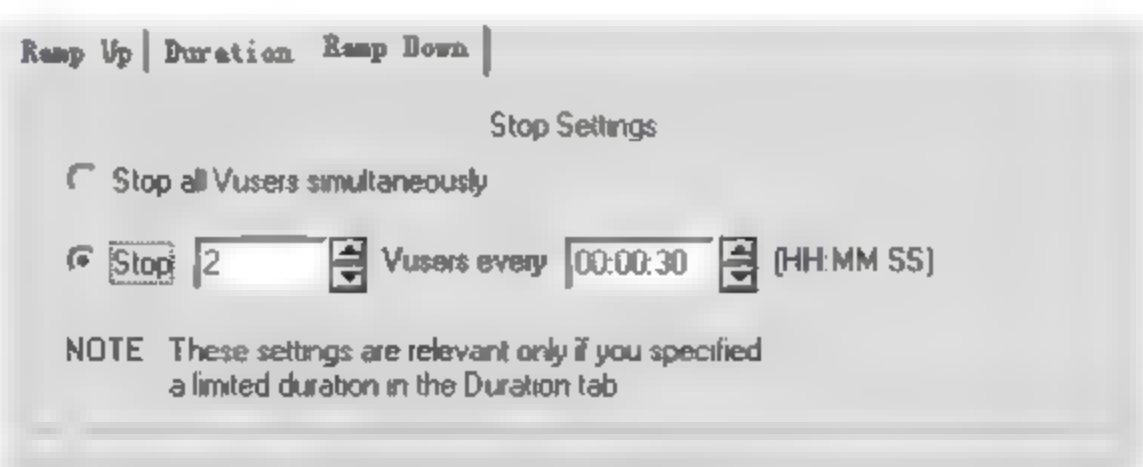 Ramp Up Duration Ramp Down
Stop Settings
Stop all Vusers simultaneously
Stop 2 Vusers every 00:00:30 (HH:MM SS)
NOTE These settings are relevant only if you specified
a limited duration in the Duration tab